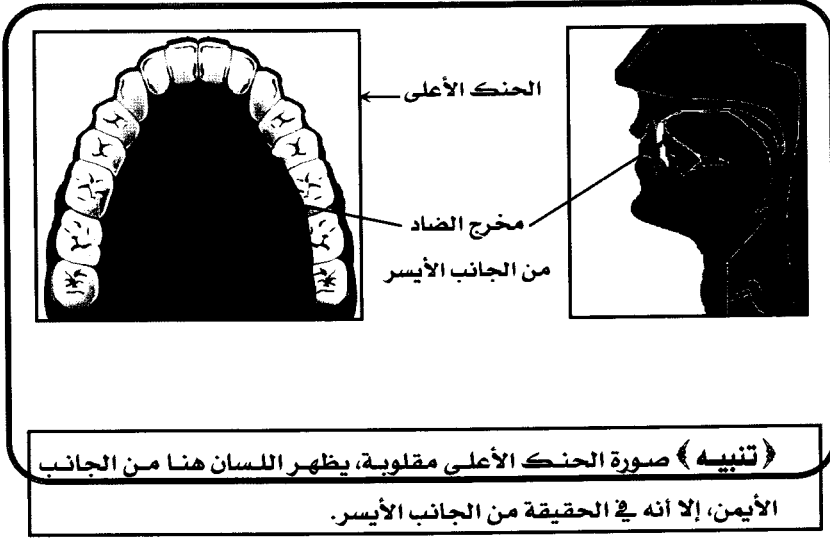 الحنك الأعلى
مخرج الضاد
من الجانب الأيسر
﴿ تنبيه ﴾ صورة الحنك الأعلى مقلوبة، يظهر اللسان هنا من الجانب
الأيمن، إلا أنه في الحقيقة من الجانب الأيسر.